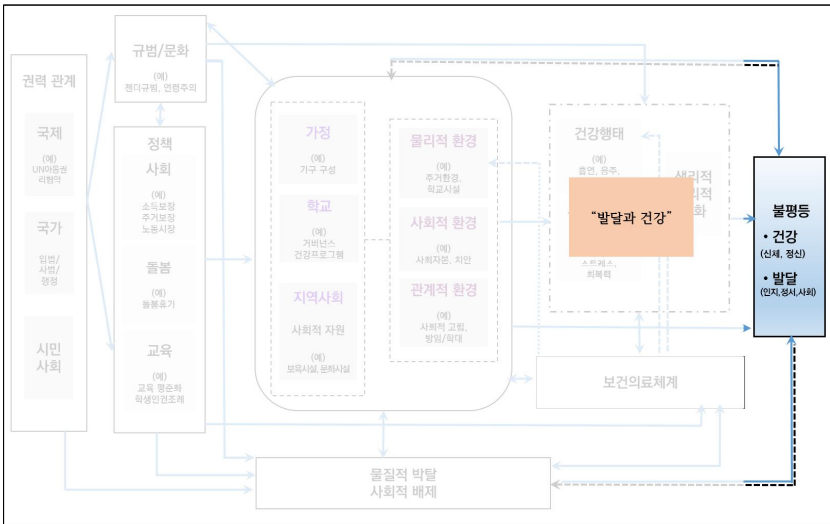 권력 관계
국제
(예)
UN아동권
리협약
국가
입법/
사법/
행정
시민
사회
규범/문화
(예)
젠더규범, 연령주의
정책
사회
(예)
소득보장
주거보장
노동시장
돌봄
(예)
돌봄휴가
교육
(예)
교육 평준화
학생인권조례
가정
(예)
가구 구성
학교
(예)
거버넌스
건강프로그램
지역사회
사회적 자원
(예)
보육시설, 문화시설
물리적 환경
(예)
주거환경,
학교시설
사회적 환경
(예)
사회자본, 치안
관계적 환경
(예)
사회적 고립,
방임/학대
건강행태
(예)
흡연, 음주,
스트레스,
회복력
생리적
"발달과 건강"
보건의료체계
물질적 박탈
사회적 배제
불평등
• 건강
(신체, 정신)
• 발달
(인지,정서,사회)